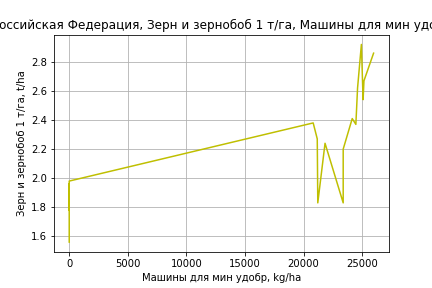 оссийская Федерация, Зерн и зернобоб 1 т/га, Машины для мин удо
Зерн и зернобоб 1 т/га, t/ha
2.8
2.6
2.4
2.2
2.0
1.8
1.6
0 5000 10000 15000 20000 25000
Машины для мин удобр, kg/ha